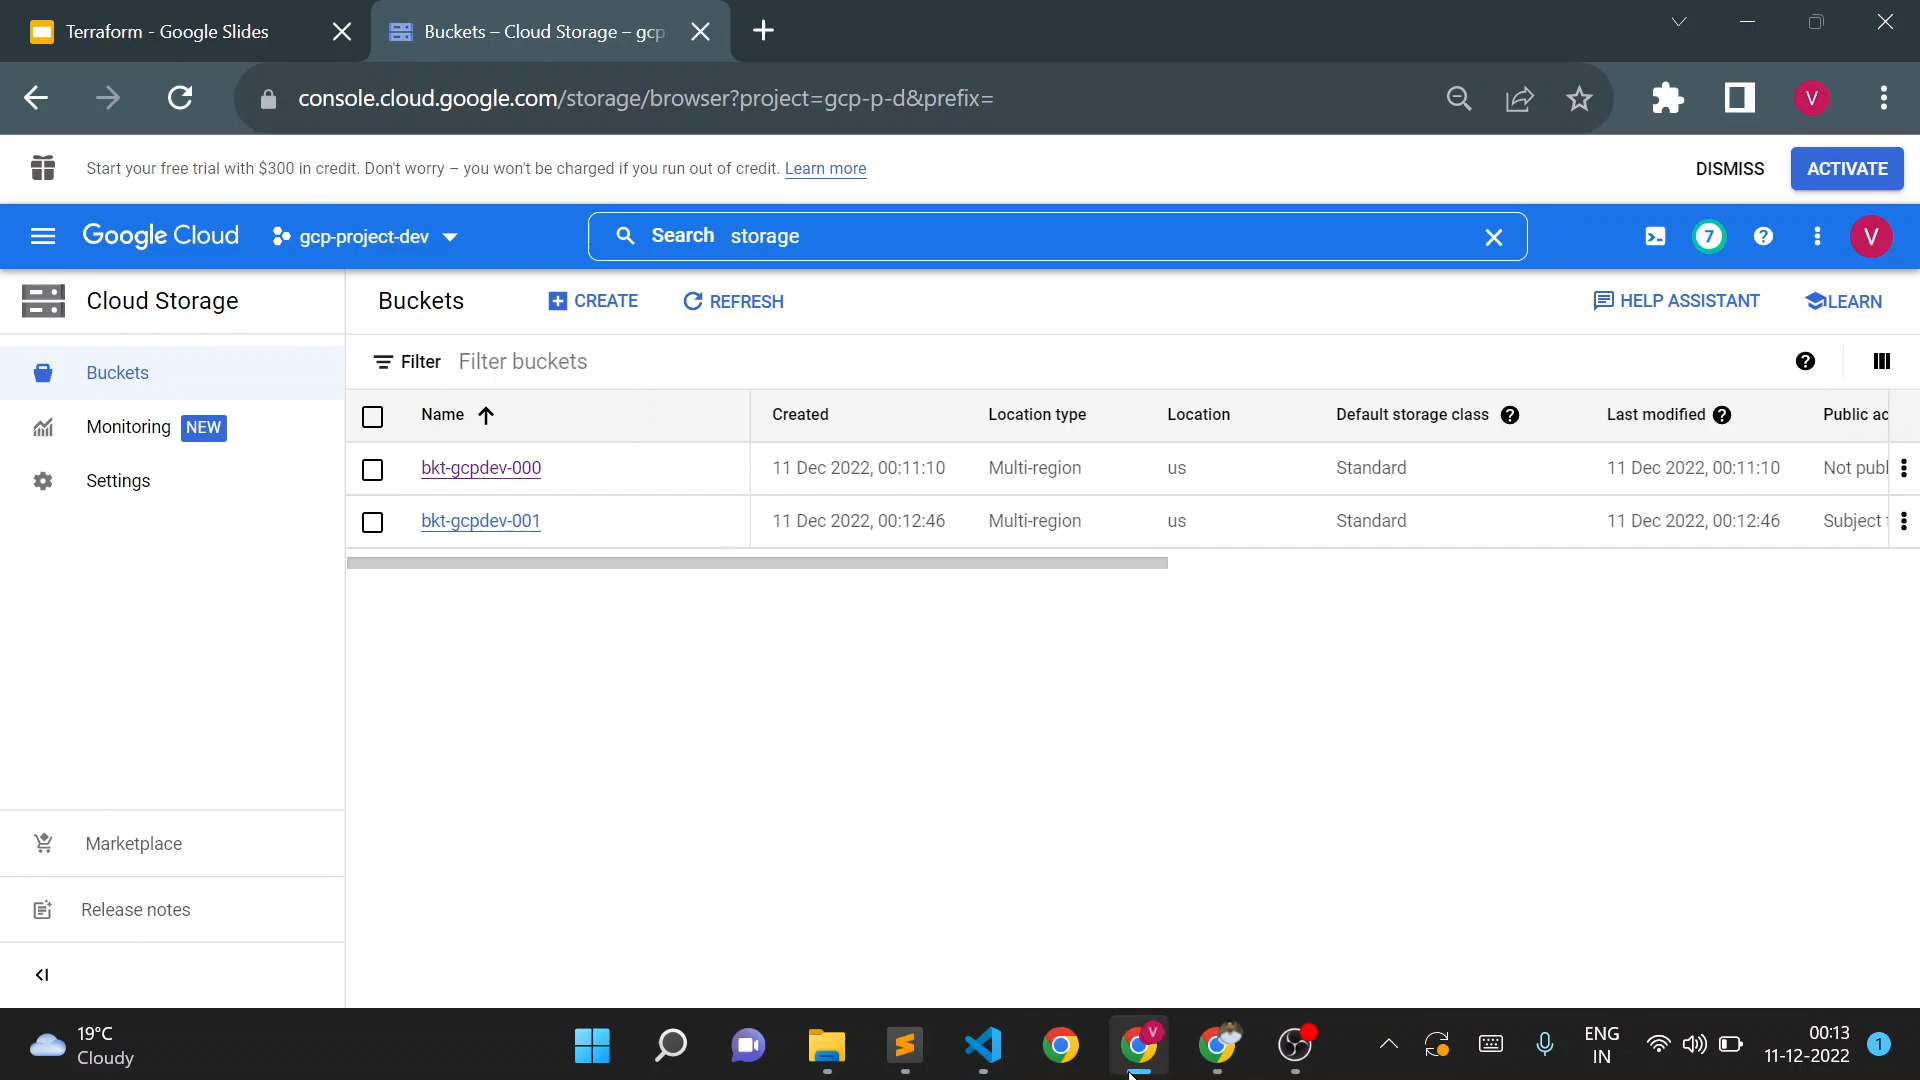 Terraform - Google Slides
Buckets – Cloud Storage – gcp
console.cloud.google.com/storage/browser?project=gcp-p-d&prefix=
V
Start your free trial with $300 in credit. Don't worry – you won't be charged if you run out of credit. Learn more
DISMISS
ACTIVATE
Google Cloud
gcp-project-dev
Search storage
7
V
Cloud Storage
Buckets
CREATE
REFRESH
HELP ASSISTANT
LEARN
Buckets
Monitoring NEW
Settings
Filter Filter buckets
Name Created Location type Location Default storage class Last modified Public ac
bkt-gcpdev-000 11 Dec 2022, 00:11:10 Multi-region us Standard 11 Dec 2022, 00:11:10 Not publ
bkt-gcpdev-001 11 Dec 2022, 00:12:46 Multi-region us Standard 11 Dec 2022, 00:12:46 Subject
Marketplace
Release notes
19°C
Cloudy
V
ENG
IN
00:13
11-12-2022
1